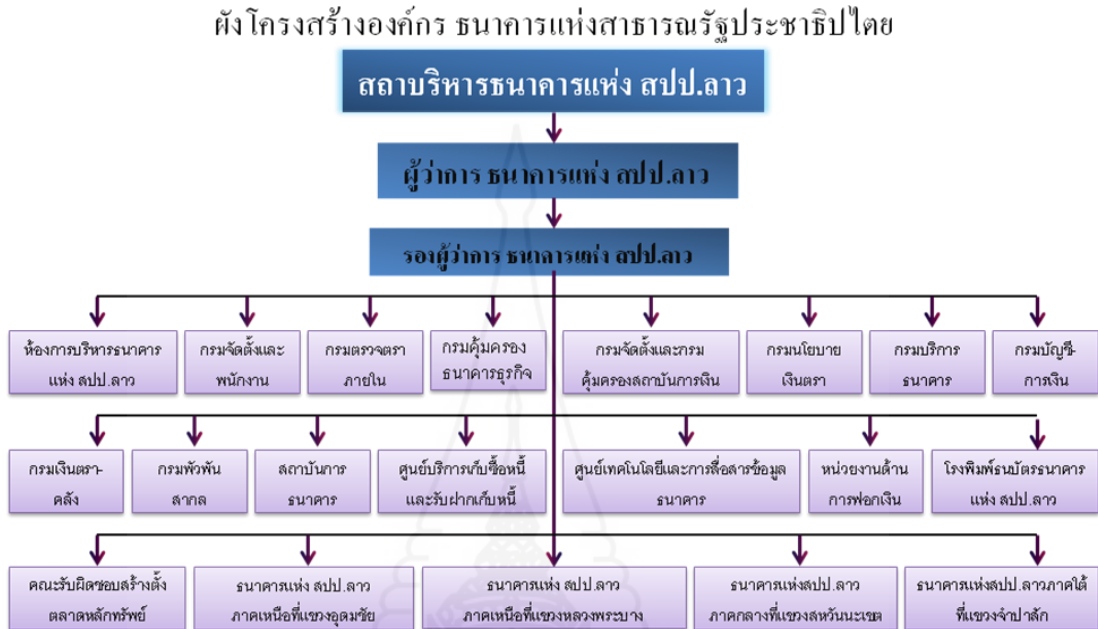 ผังโครงสร้างองค์กร ธนาคารแห่งสาธารณรัฐประชาธิปไตย
สถาบริหารธนาคารแห่ง สปป.ลาว
ผู้ว่าการ ธนาคารแห่ง สปป.ลาว
รองผู้ว่าการ ธนาคารแห่ง สปป.ลาว
ห้องการบริหารธนาคาร
แห่ง สปป.ลาว
กรมจัดตั้งและ
พนักงาน
กรมตรวจตรา
ภายใน
กรมคุ้มครอง
ธนาคารธุรกิจ
กรมจัดตั้งและกรม
คุ้มครองสถาบันการเงิน
กรมนโยบาย
เงินตรา
กรมบริการ
ธนาคาร
กรมบัญชี-
การเงิน
กรมเงินตรา-
คลัง
กรมพัวพัน
สากล
สถาบันการ
ธนาคาร
ศูนย์บริการเก็บซื้อหนี้
และรับฝากเก็บหนี้
ศูนย์เทคโนโลยีและการสื่อสารข้อมูล
ธนาคาร
หน่วยงานด้าน
การฟอกเงิน
โรงพิมพ์ธนบัตรธนาคาร
แห่ง สปป.ลาว
คณะรับผิดชอบสร้างตั้ง
ตลาดหลักทรัพย์
ธนาคารแห่ง สปป.ลาว
ภาคเหนือที่แขวงอุดมชัย
ธนาคารแห่ง สปป.ลาว
ภาคเหนือที่แขวงหลวงพระบาง
ธนาคารแห่งสปป.ลาว
ภาคกลางที่แขวงสหวันนะเขต
ธนาคารแห่งสปป.ลาวภาคใต้
ที่แขวงจำปาสัก